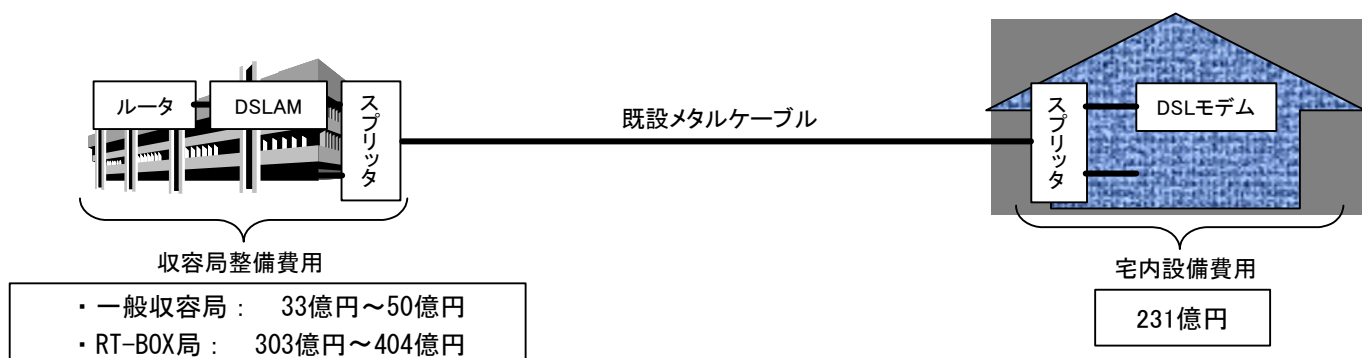 ルータ
DSLAM
スプリッタ
既設メタルケーブル
スプリッタ
DSLモデム
収容局整備費用
・一般収容局： 33億円～50億円
・RT-BOX局： 303億円～404億円
宅内設備費用
231億円